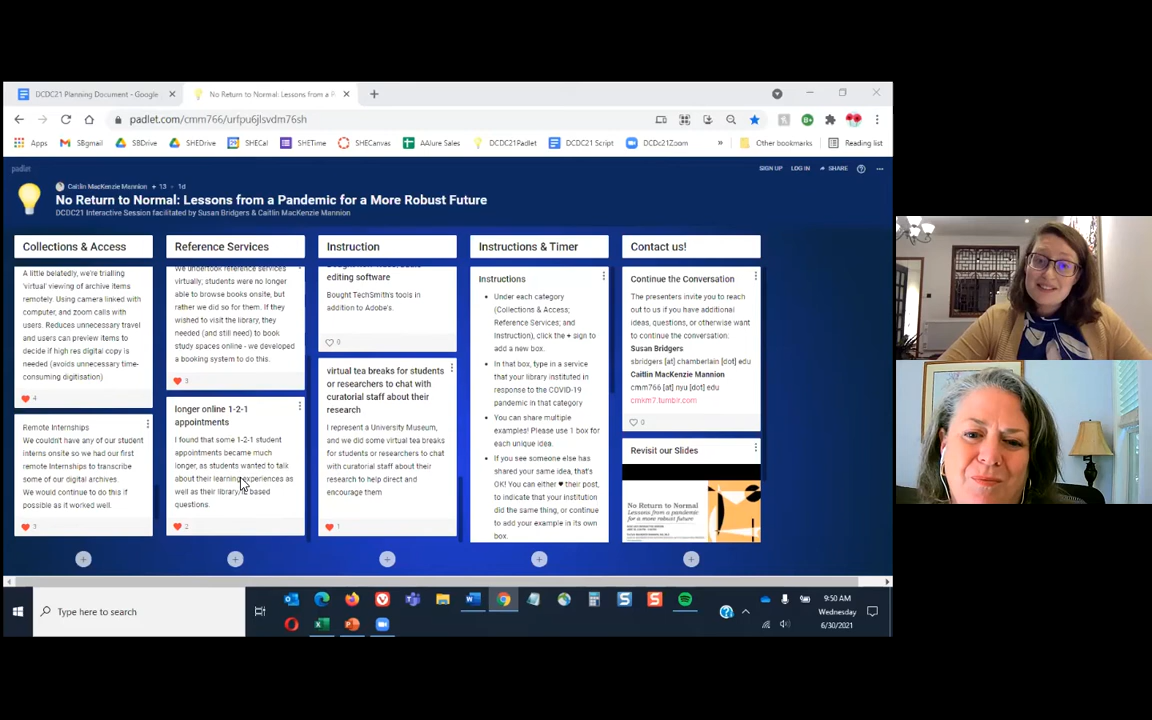 DCDC21 Planning Document - Google
No Return to Normal: Lessons from a P
padlet.com/cmm766/urfpu6jlsvdm76sh
Apps
SBgmail
SBDrive
SHEDrive
SHECal
SHETime
SHECanvas
AAlure Sales
DCDC21Padlet
DCDC21 Script
DCDc21Zoom
»
Other bookmarks
Reading list
padlet
SIGN UP
LOG IN
SHARE
Caitlin MacKenzie Mannion + 13 • 1d
No Return to Normal: Lessons from a Pandemic for a More Robust Future
DCDC21 Interactive Session facilitated by Susan Bridgers & Caitlin MacKenzie Mannion
Collections & Access
A little belatedly, we're trialling
'virtual' viewing of archive items
remotely. Using camera linked with
computer, and zoom calls with
users. Reduces unnecessary travel
and users can preview items to
decide if high res digital copy is
needed (avoids unnecessary time-
consuming digitisation)
4
Remote Internships
We couldn't have any of our student
interns onsite so we had our first
remote Internships to transcribe
some of our digital archives.
We would continue to do this if
possible as it worked well.
3
Reference Services
We undertook reference services
virtually; students were no longer
able to browse books onsite, but
rather we did so for them. If they
wished to visit the library, they
needed (and still need) to book
study spaces online - we developed
a booking system to do this.
3
longer online 1-2-1
appointments
I found that some 1-2-1 student
appointments became much
longer, as students wanted to talk
about their learning experiences as
well as their library/ic based
questions.
2
Instruction
editing software
Bought TechSmith's tools in
addition to Adobe's.
0
virtual tea breaks for students
or researchers to chat with
curatorial staff about their
research
I represent a University Museum,
and we did some virtual tea breaks
for students or researchers to chat
with curatorial staff about their
research to help direct and
encourage them
1
Instructions & Timer
Instructions
• Under each category
(Collections & Access;
Reference Services; and
Instruction), click the + sign to
add a new box.
• In that box, type in a service
that your library instituted in
response to the COVID-19
pandemic in that category
• You can share multiple
examples! Please use 1 box for
each unique idea.
• If you see someone else has
shared your same idea, that's
OK! You can either ♥ their post,
to indicate that your institution
did the same thing, or continue
to add your example in its own
box.
Contact us!
Continue the Conversation
The presenters invite you to reach
out to us if you have additional
ideas, questions, or otherwise want
to continue the conversation:
Susan Bridgers
sbridgers [at] chamberlain [dot] edu
Caitlin MacKenzie Mannion
cmm766 [at] nyu [dot] edu
cmkm7.tumblr.com
0
Revisit our Slides
No Return to Normal
Lessons from a pandemic
for a more robust future
Type here to search
9:50 AM
Wednesday
6/30/2021